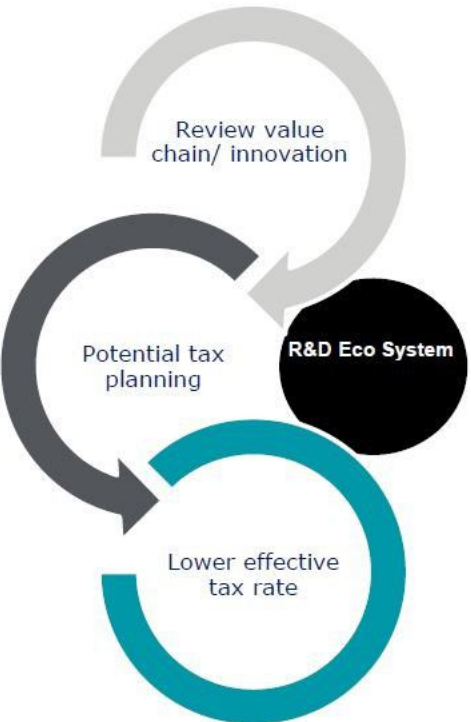 Review value
chain/ innovation
R&D Eco System
Potential tax
planning
Lower effective
tax rate